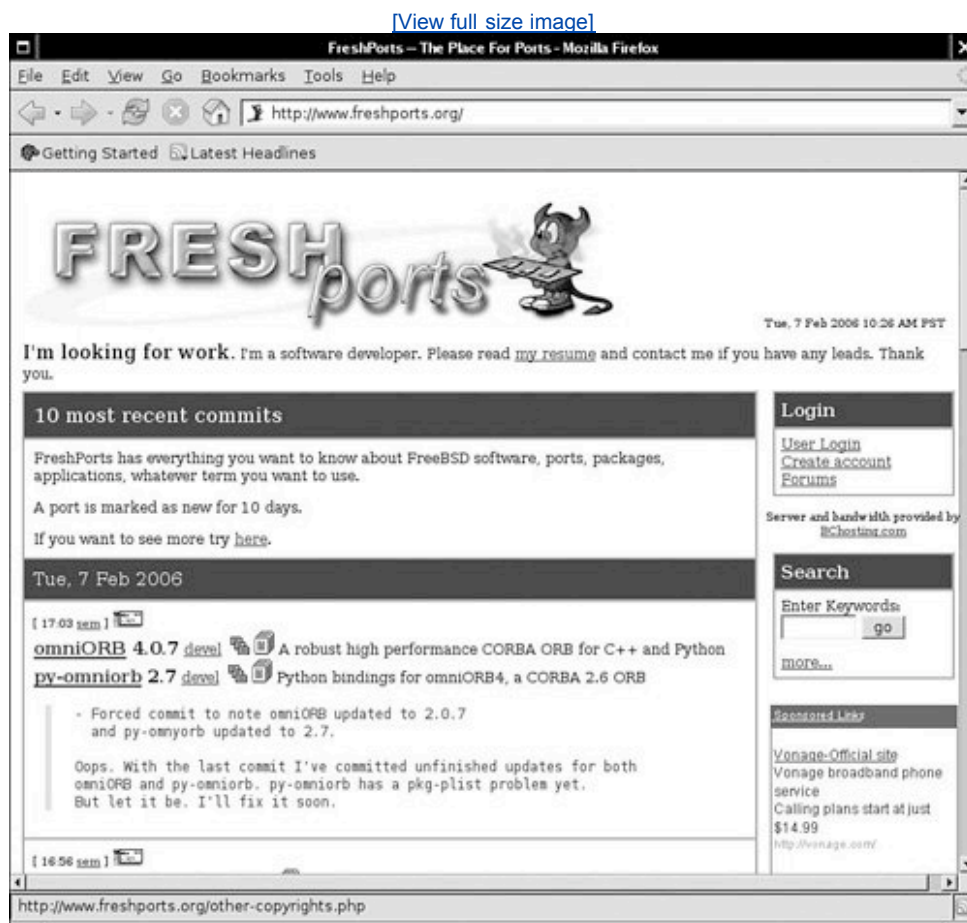 [View full size image]
FreshPorts -- The Place For Ports - Mozilla Firefox
File Edit View Go Bookmarks Tools Help
http://www.freshports.org/
Getting Started Latest Headlines
FRESH
ports
Tue, 7 Feb 2006 10:26 AM PST
I'm looking for work. I'm a software developer. Please read my resume and contact me if you have any leads. Thank
you.
10 most recent commits
FreshPorts has everything you want to know about FreeBSD software, ports, packages,
applications, whatever term you want to use.
A port is marked as new for 10 days.
If you want to see more try here.
Tue, 7 Feb 2006
[ 17:03 sem ]
omniORB 4.0.7 devel A robust high performance CORBA ORB for C++ and Python
py-omniorb 2.7 devel Python bindings for omniORB4, a CORBA 2.6 ORB
- Forced commit to note omniORB updated to 2.0.7
and py-omnyorb updated to 2.7.
Oops. With the last commit I've committed unfinished updates for both
omniORB and py-omniorb. py-omniorb has a pkg-plist problem yet.
But let it be. I'll fix it soon.
[ 16:56 sem ]
Login
User Login
Create account
Forums
Server and bandwidth provided by
BChosting.com
Search
Enter Keywords:
go
more...
Sponsored Links
Vonage-Official site
Vonage broadband phone
service
Calling plans start at just
$14.99
http://vonage.com/
http://www.freshports.org/other-copyrights.php